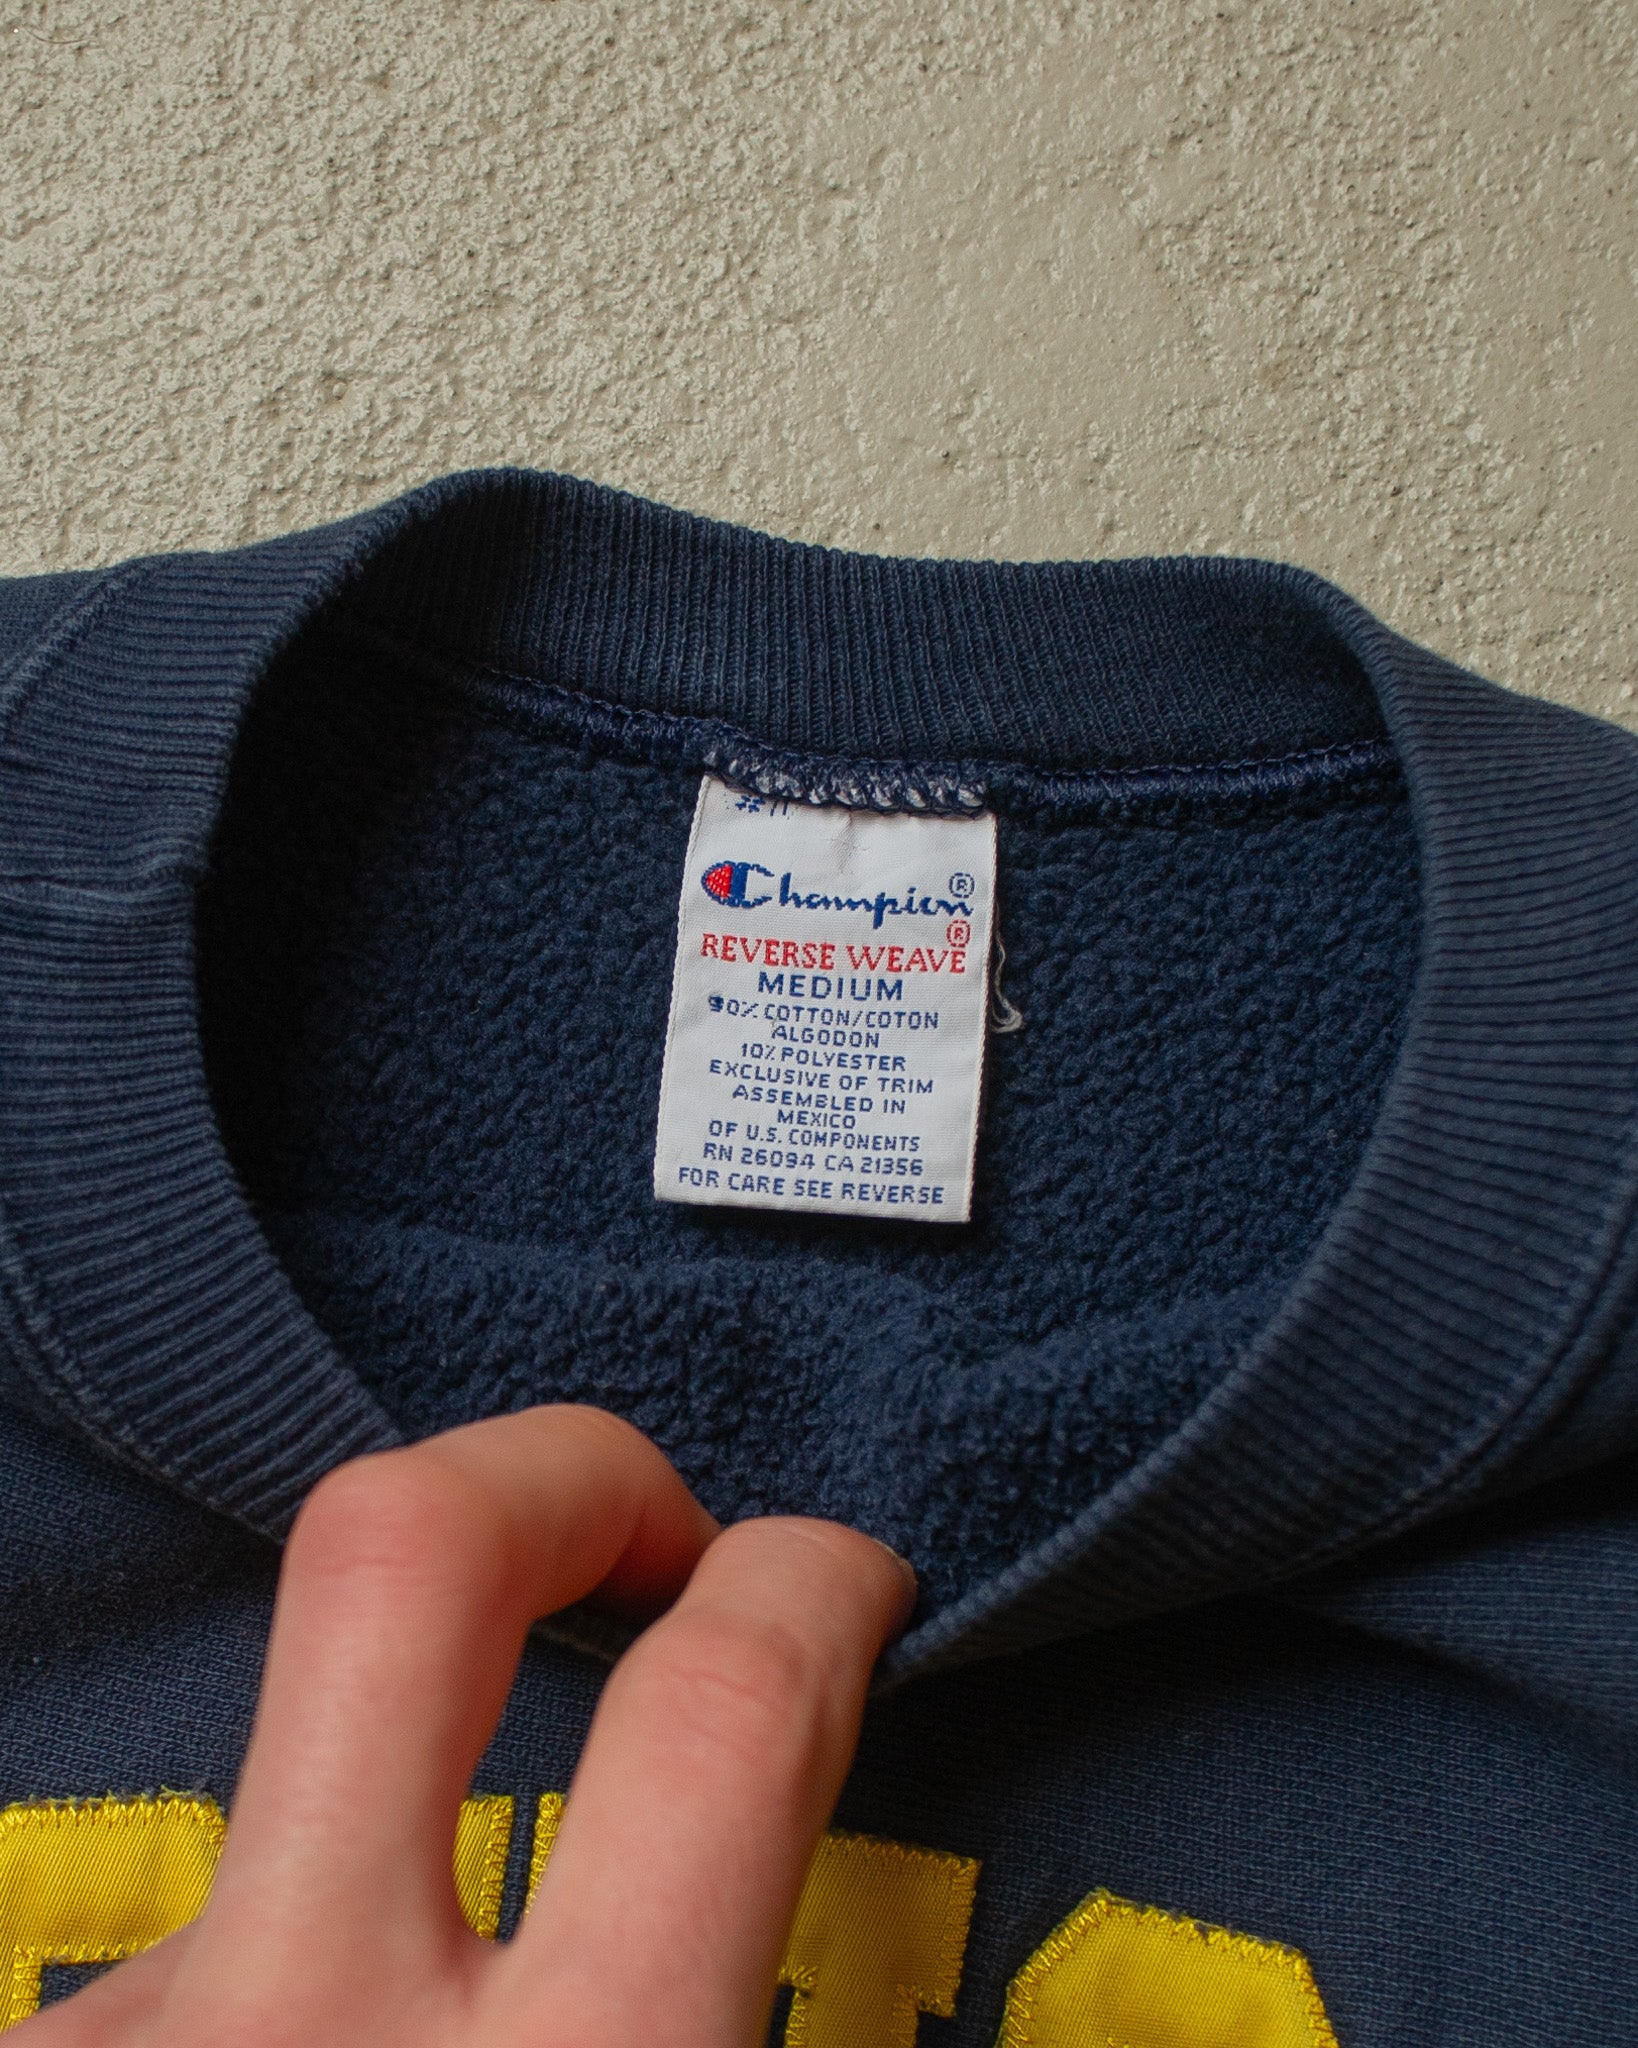 Champion®
REVERSE WEAVE®
MEDIUM
90% COTTON/COTON
ALGODON
10% POLYESTER
EXCLUSIVE OF TRIM
ASSEMBLED IN
MEXICO
OF U.S. COMPONENTS
RN 26094 CA 21356
FOR CARE SEE REVERSE